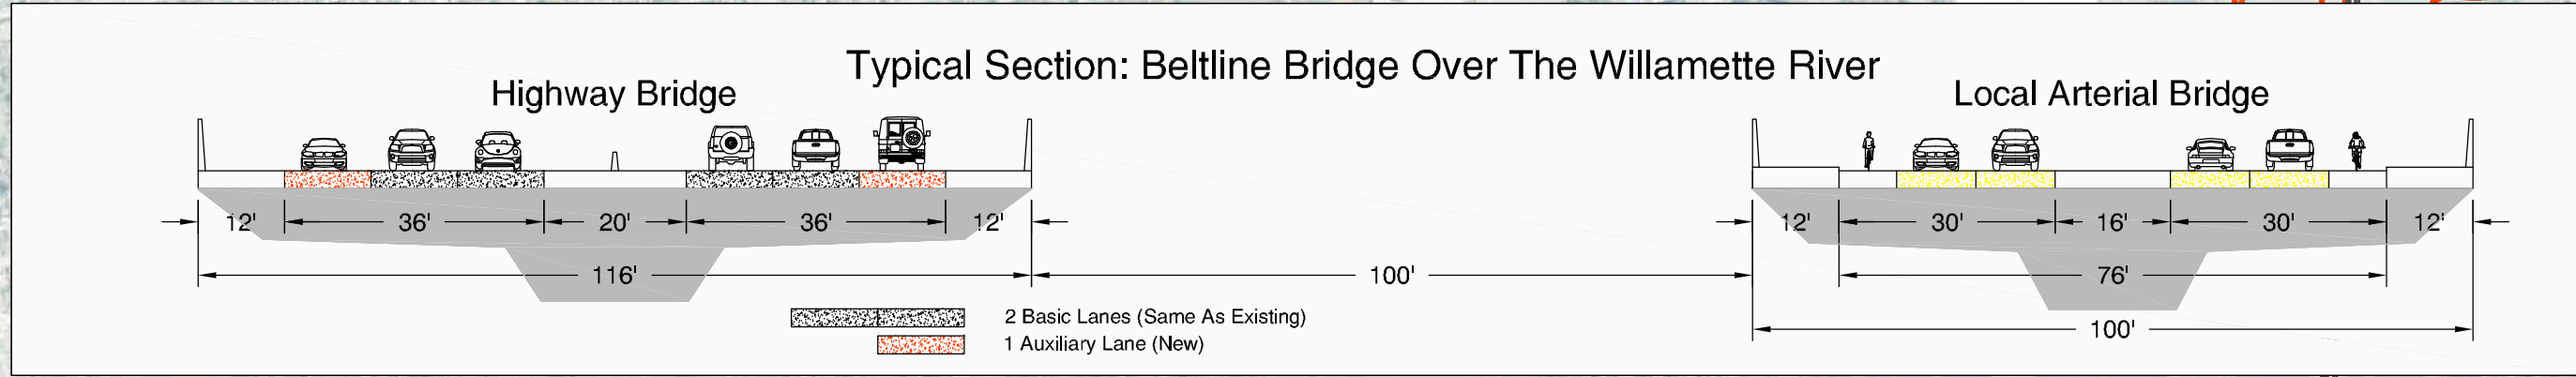 Typical Section: Beltline Bridge Over The Willamette River
Highway Bridge
Local Arterial Bridge
12' 36' 20' 36' 12'
12' 30' 16' 30' 12'
116'
100'
76'
2 Basic Lanes (Same As Existing)
100'
1 Auxiliary Lane (New)